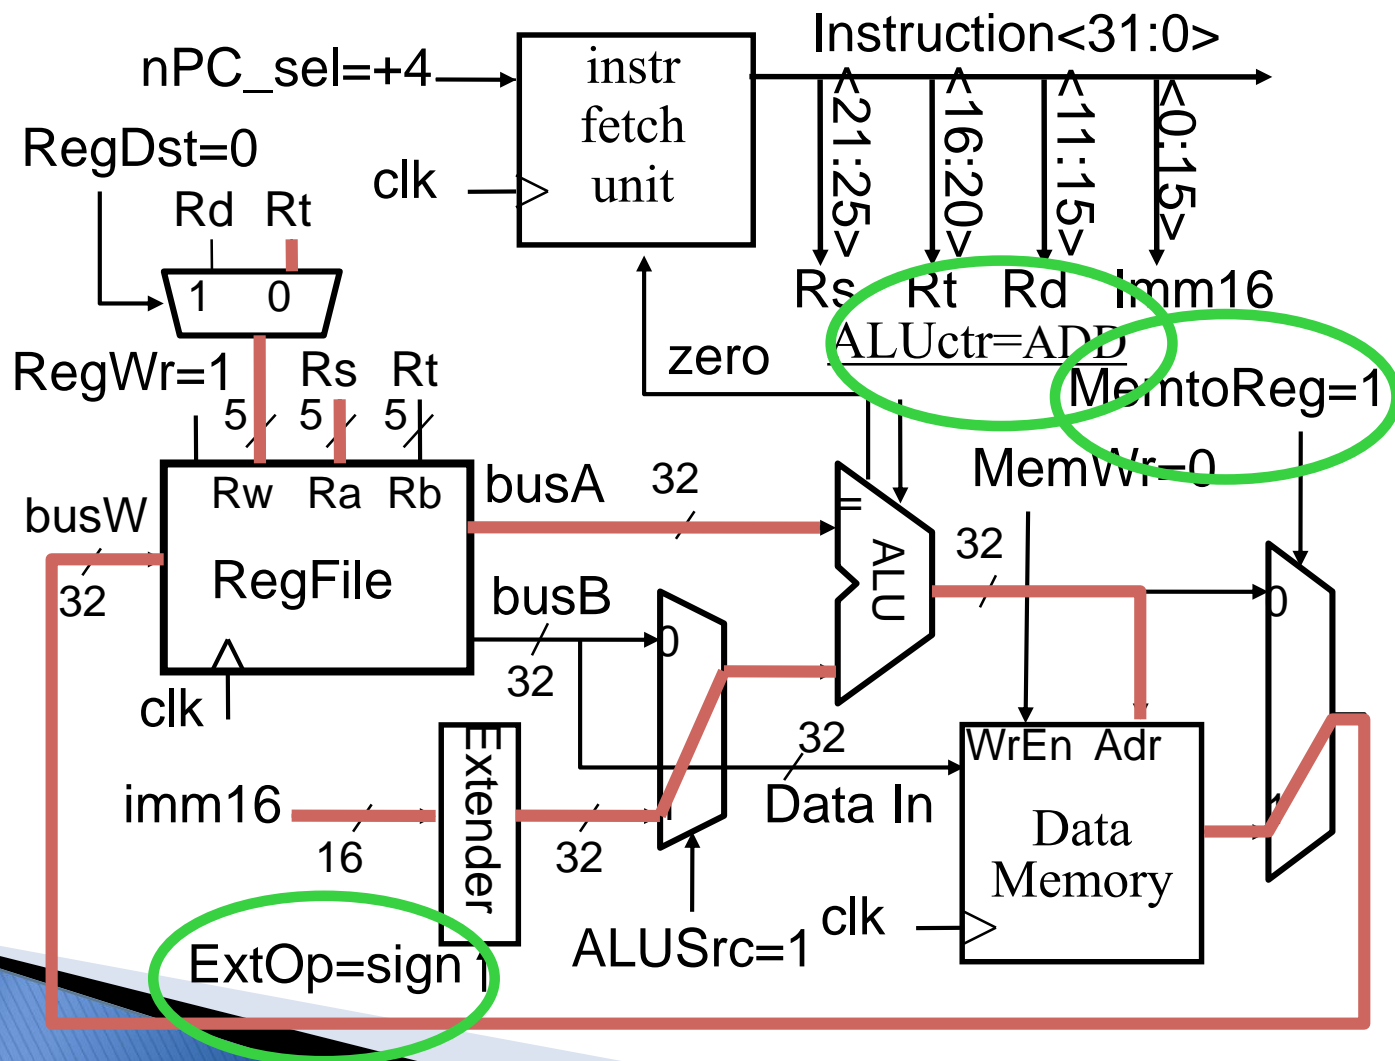 Instruction<31:0>
nPC_sel=+4
instr
fetch
unit
RegDst=0
clk
<21:25>
<16:20>
<11:15>
<0:15>
Rd Rt
1 0
Rs Rt Rd Imm16
ALUctr=ADD
zero
MemtoReg=1
RegWr=1
Rs Rt
5 5 5
MemWr=0
Rw Ra Rb
busA
32
busW
32
RegFile
=
ALU
32
0
busB
32
0
clk
WrEn Adr
32
Extender
imm16
16
32
1
Data In
Data
Memory
1
clk
ExtOp=sign
ALUSrc=1